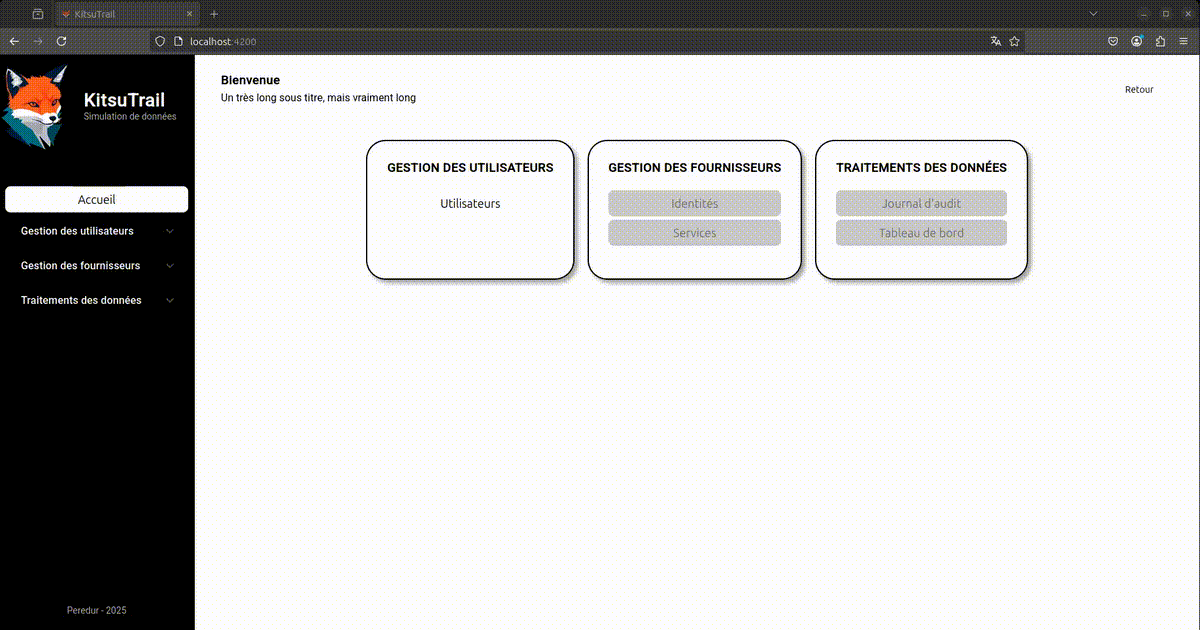 KitsuTrail
localhost:4200
KitsuTrail
Simulation de données
Accueil
Gestion des utilisateurs
Gestion des fournisseurs
Traitements des données
Peredur - 2025
Bienvenue
Un très long sous titre, mais vraiment long
Retour
GESTION DES UTILISATEURS
Utilisateurs
GESTION DES FOURNISSEURS
Identités
Services
TRAITEMENTS DES DONNÉES
Journal d'audit
Tableau de bord